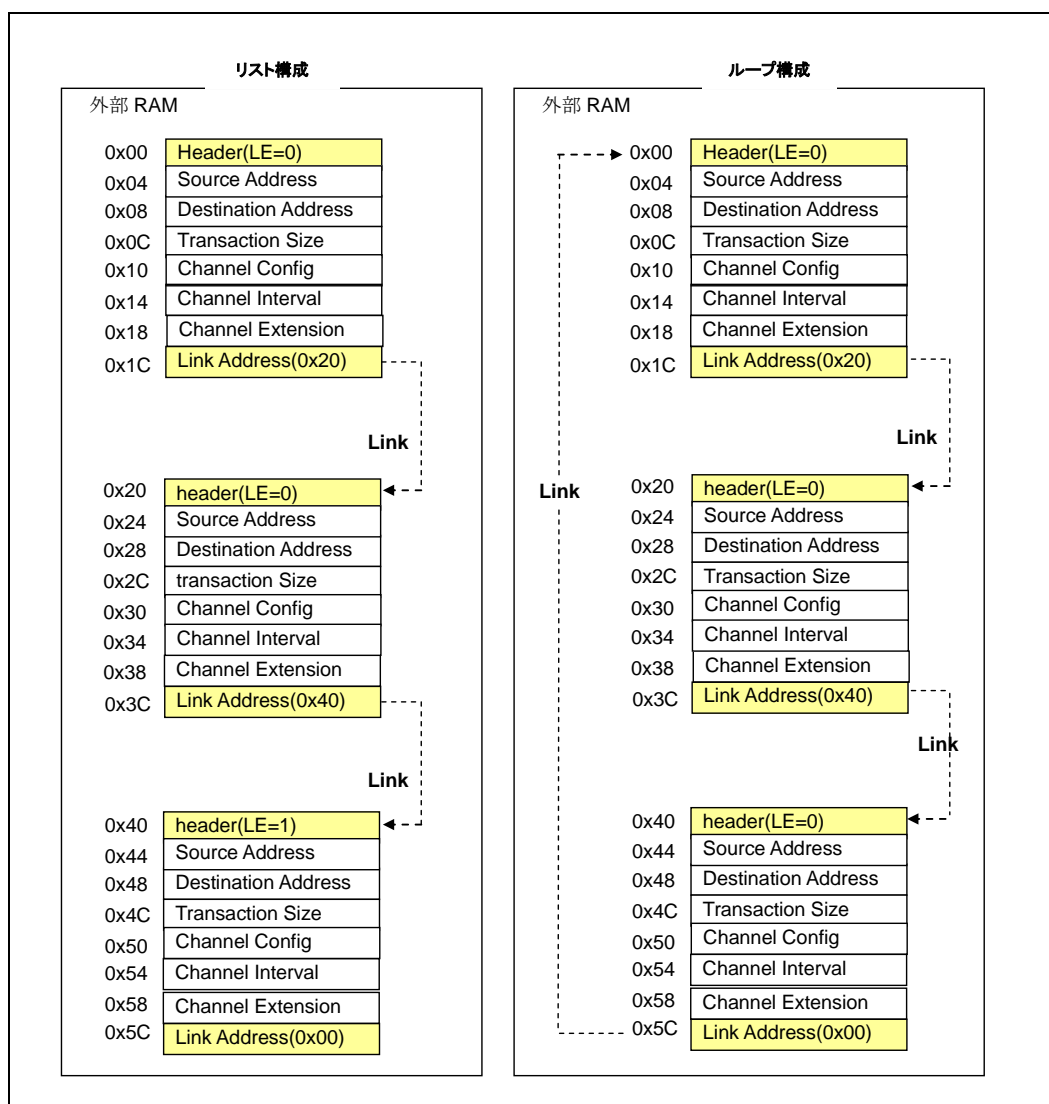 リスト構成
外部 RAM
0x00 Header(LE=0)
0x04 Source Address
0x08 Destination Address
0x0C Transaction Size
0x10 Channel Config
0x14 Channel Interval
0x18 Channel Extension
0x1C Link Address(0x20)
Link
0x20 header(LE=0)
0x24 Source Address
0x28 Destination Address
0x2C transaction Size
0x30 Channel Config
0x34 Channel Interval
0x38 Channel Extension
0x3C Link Address(0x40)
Link
0x40 header(LE=1)
0x44 Source Address
0x48 Destination Address
0x4C Transaction Size
0x50 Channel Config
0x54 Channel Interval
0x58 Channel Extension
0x5C Link Address(0x00)
ループ構成
外部 RAM
0x00 Header(LE=0)
0x04 Source Address
0x08 Destination Address
0x0C Transaction Size
0x10 Channel Config
0x14 Channel Interval
0x18 Channel Extension
0x1C Link Address(0x20)
Link
Link
0x20 header(LE=0)
0x24 Source Address
0x28 Destination Address
0x2C Transaction Size
0x30 Channel Config
0x34 Channel Interval
0x38 Channel Extension
0x3C Link Address(0x40)
Link
0x40 header(LE=0)
0x44 Source Address
0x48 Destination Address
0x4C Transaction Size
0x50 Channel Config
0x54 Channel Interval
0x58 Channel Extension
0x5C Link Address(0x00)